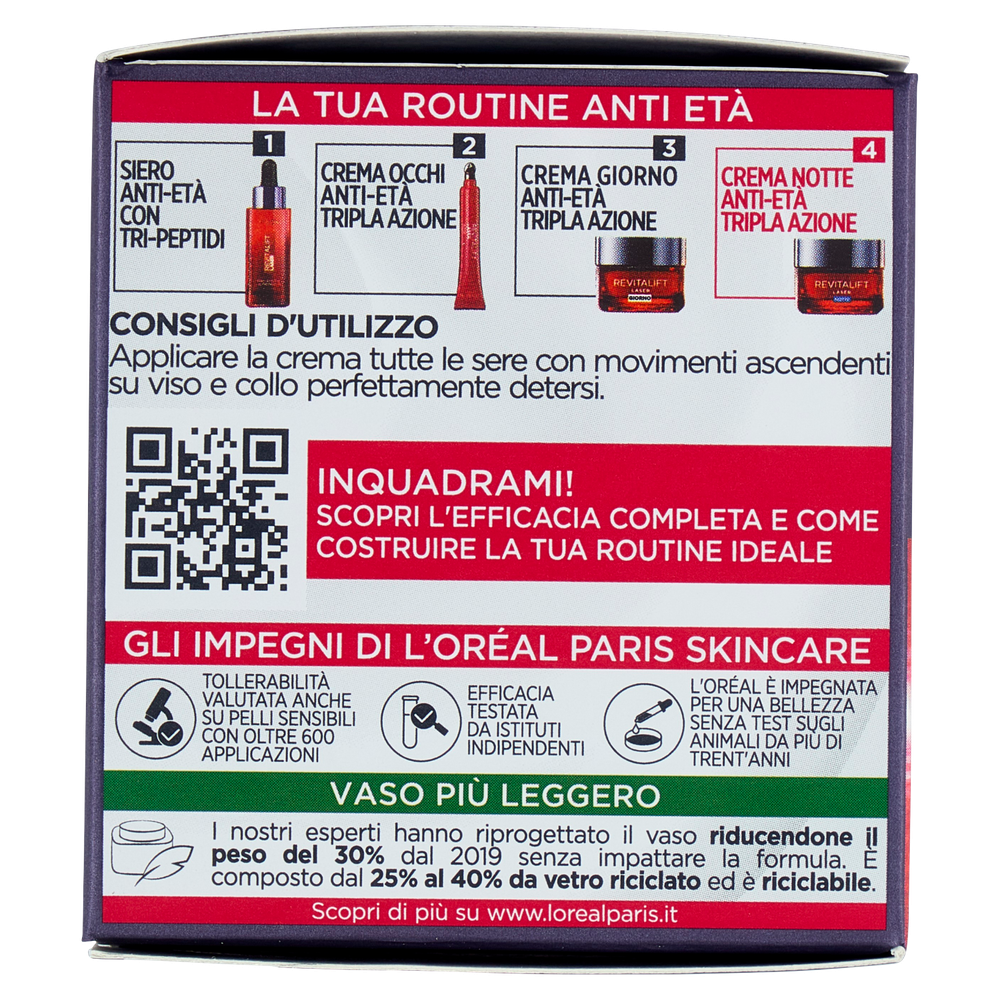 LA TUA ROUTINE ANTI ETÀ
1
SIERO
ANTI-ETÀ
CON
TRI-PEPTIDI
REVITALIFT
2
CREMA OCCHI
ANTI-ETÀ
TRIPLA AZIONE
3
CREMA GIORNO
ANTI-ETÀ
TRIPLA AZIONE
REVITALIFT
LASER
GIORNO
4
CREMA NOTTE
ANTI-ETÀ
TRIPLA AZIONE
REVITALIFT
LASER
NOTTE
CONSIGLI D'UTILIZZO
Applicare la crema tutte le sere con movimenti ascendenti
su viso e collo perfettamente detersi.
INQUADRAMI!
SCOPRI L'EFFICACIA COMPLETA E COME
COSTRUIRE LA TUA ROUTINE IDEALE
GLI IMPEGNI DI L'ORÉAL PARIS SKINCARE
TOLLERABILITÀ
VALUTATA ANCHE
SU PELLI SENSIBILI
CON OLTRE 600
APPLICAZIONI
EFFICACIA
TESTATA
DA ISTITUTI
INDIPENDENTI
L'ORÉAL È IMPEGNATA
PER UNA BELLEZZA
SENZA TEST SUGLI
ANIMALI DA PIÙ DI
TRENT'ANNI
VASO PIÙ LEGGERO
I nostri esperti hanno riprogettato il vaso riducendone il
peso del 30% dal 2019 senza impattare la formula. È
composto dal 25% al 40% da vetro riciclato ed è riciclabile.
Scopri di più su www.lorealparis.it